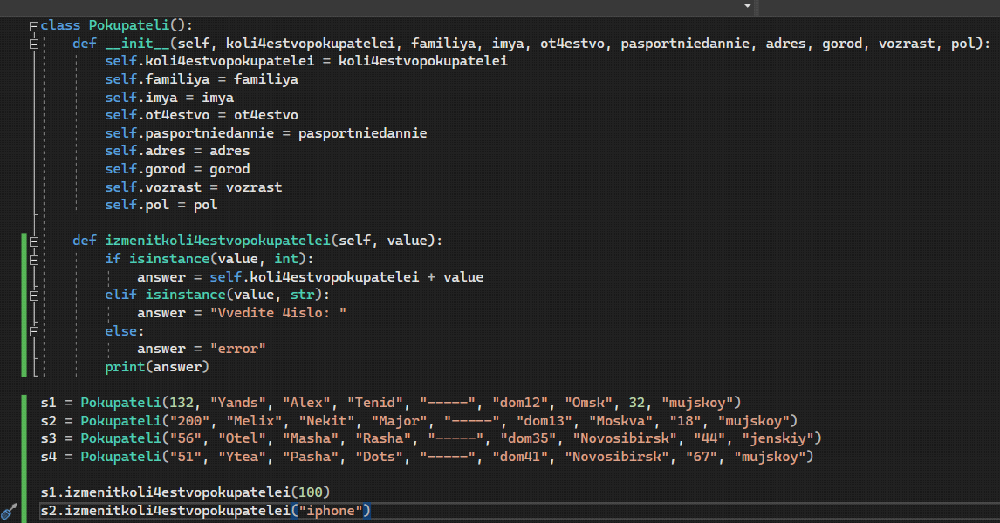 class Pokupateli():
    def __init__(self, koli4estvopokupatelei, familiya, imya, ot4estvo, pasportniedannie, adres, gorod, vozrast, pol):
        self.koli4estvopokupatelei = koli4estvopokupatelei
        self.familiya = familiya
        self.imya = imya
        self.ot4estvo = ot4estvo
        self.pasportniedannie = pasportniedannie
        self.adres = adres
        self.gorod = gorod
        self.vozrast = vozrast
        self.pol = pol

    def izmenitkoli4estvopokupatelei(self, value):
        if isinstance(value, int):
            answer = self.koli4estvopokupatelei + value
        elif isinstance(value, str):
            answer = "Vvedite 4islo: "
        else:
            answer = "error"
        print(answer)

s1 = Pokupateli(132, "Yands", "Alex", "Tenid", "-----", "dom12", "Omsk", 32, "mujskoy")
s2 = Pokupateli("200", "Melix", "Nekit", "Major", "-----", "dom13", "Moskva", "18", "mujskoy")
s3 = Pokupateli("56", "Otel", "Masha", "Rasha", "-----", "dom35", "Novosibirsk", "44", "jenskiy")
s4 = Pokupateli("51", "Ytea", "Pasha", "Dots", "-----", "dom41", "Novosibirsk", "67", "mujskoy")

s1.izmenitkoli4estvopokupatelei(100)
s2.izmenitkoli4estvopokupatelei("iphone")